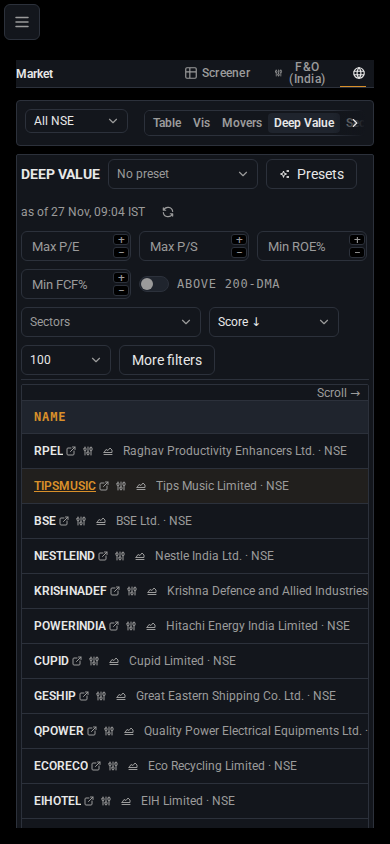 Market Screener F&O (India)
All NSE Table Vis Movers Deep Value
DEEP VALUE No preset Presets
as of 27 Nov, 09:04 IST
Max P/E + − Max P/S + − Min ROE% + −
Min FCF% + − ABOVE 200-DMA
Sectors Score ↓
100 More filters
Scroll →
NAME
RPEL Raghav Productivity Enhancers Ltd. · NSE
TIPSMUSIC Tips Music Limited · NSE
BSE BSE Ltd. · NSE
NESTLEIND Nestle India Ltd. · NSE
KRISHNADEF Krishna Defence and Allied Industries
POWERINDIA Hitachi Energy India Limited · NSE
CUPID Cupid Limited · NSE
GESHIP Great Eastern Shipping Co. Ltd. · NSE
QPOWER Quality Power Electrical Equipments Ltd. ·
ECORECO Eco Recycling Limited · NSE
EIHOTEL EIH Limited · NSE